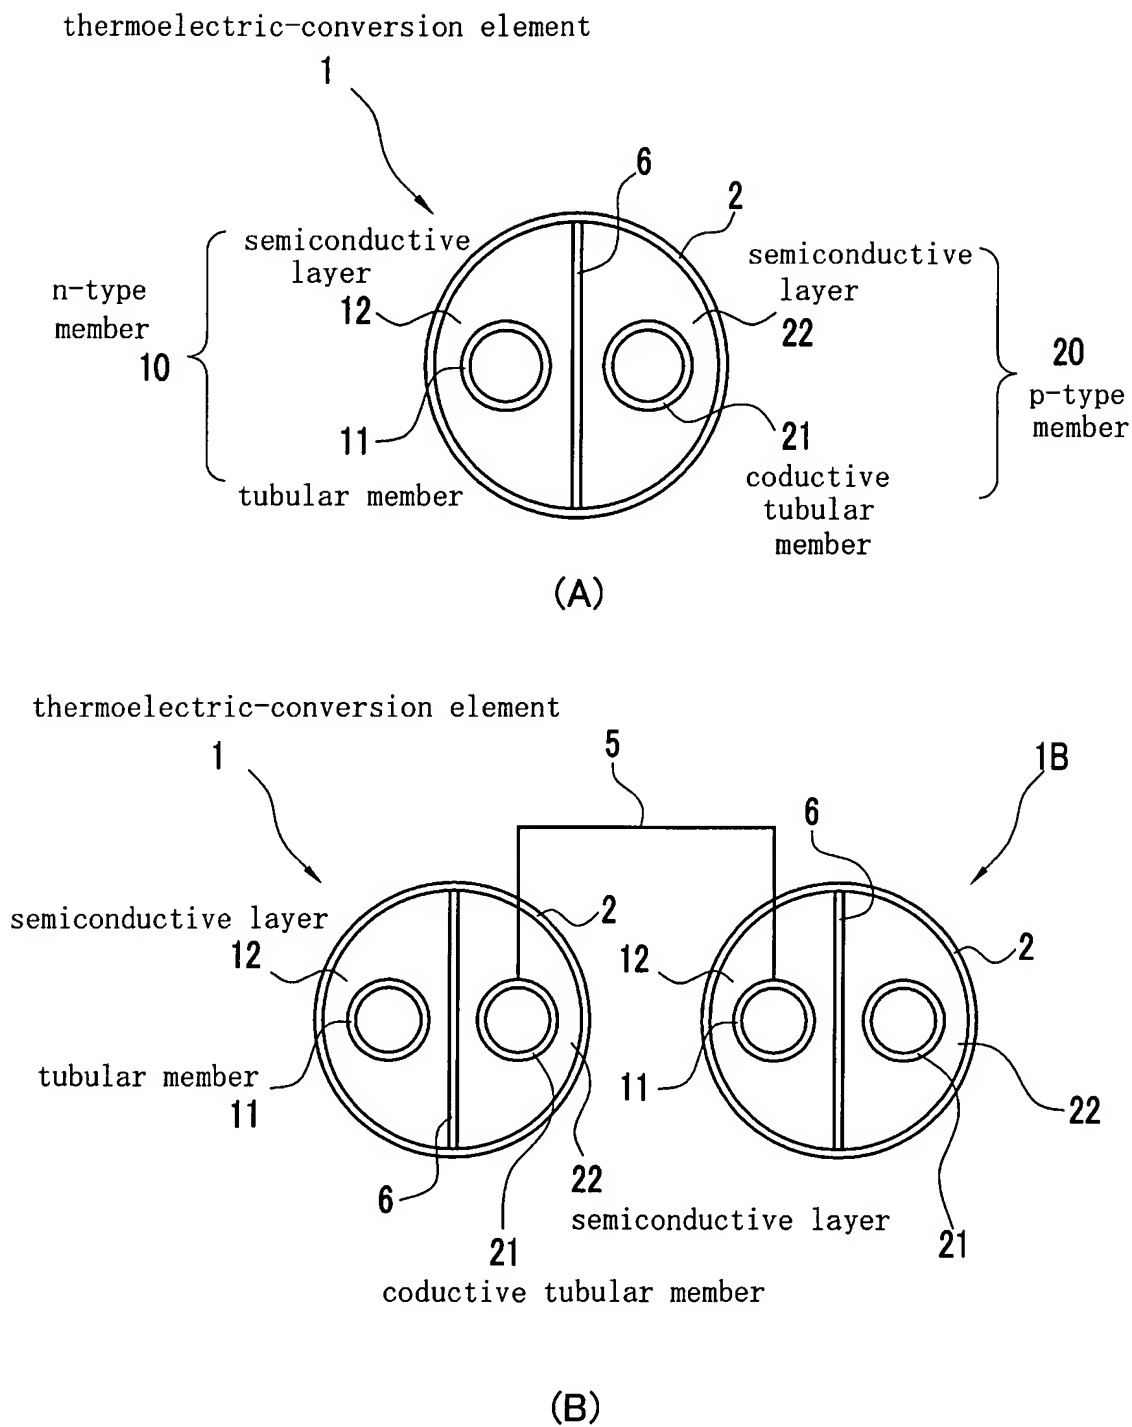 thermoelectric-conversion element
1
6
2
semiconductive
layer
12
semiconductive
layer
22
n-type
member
10
20
p-type
member
11
tubular member
21
coductive
tubular
member
(A)
thermoelectric-conversion element
1
5
1B
6
semiconductive layer
12
2
12
2
tubular member
11
11
22
6
22
semiconductive layer
21
21
coductive tubular member
(B)